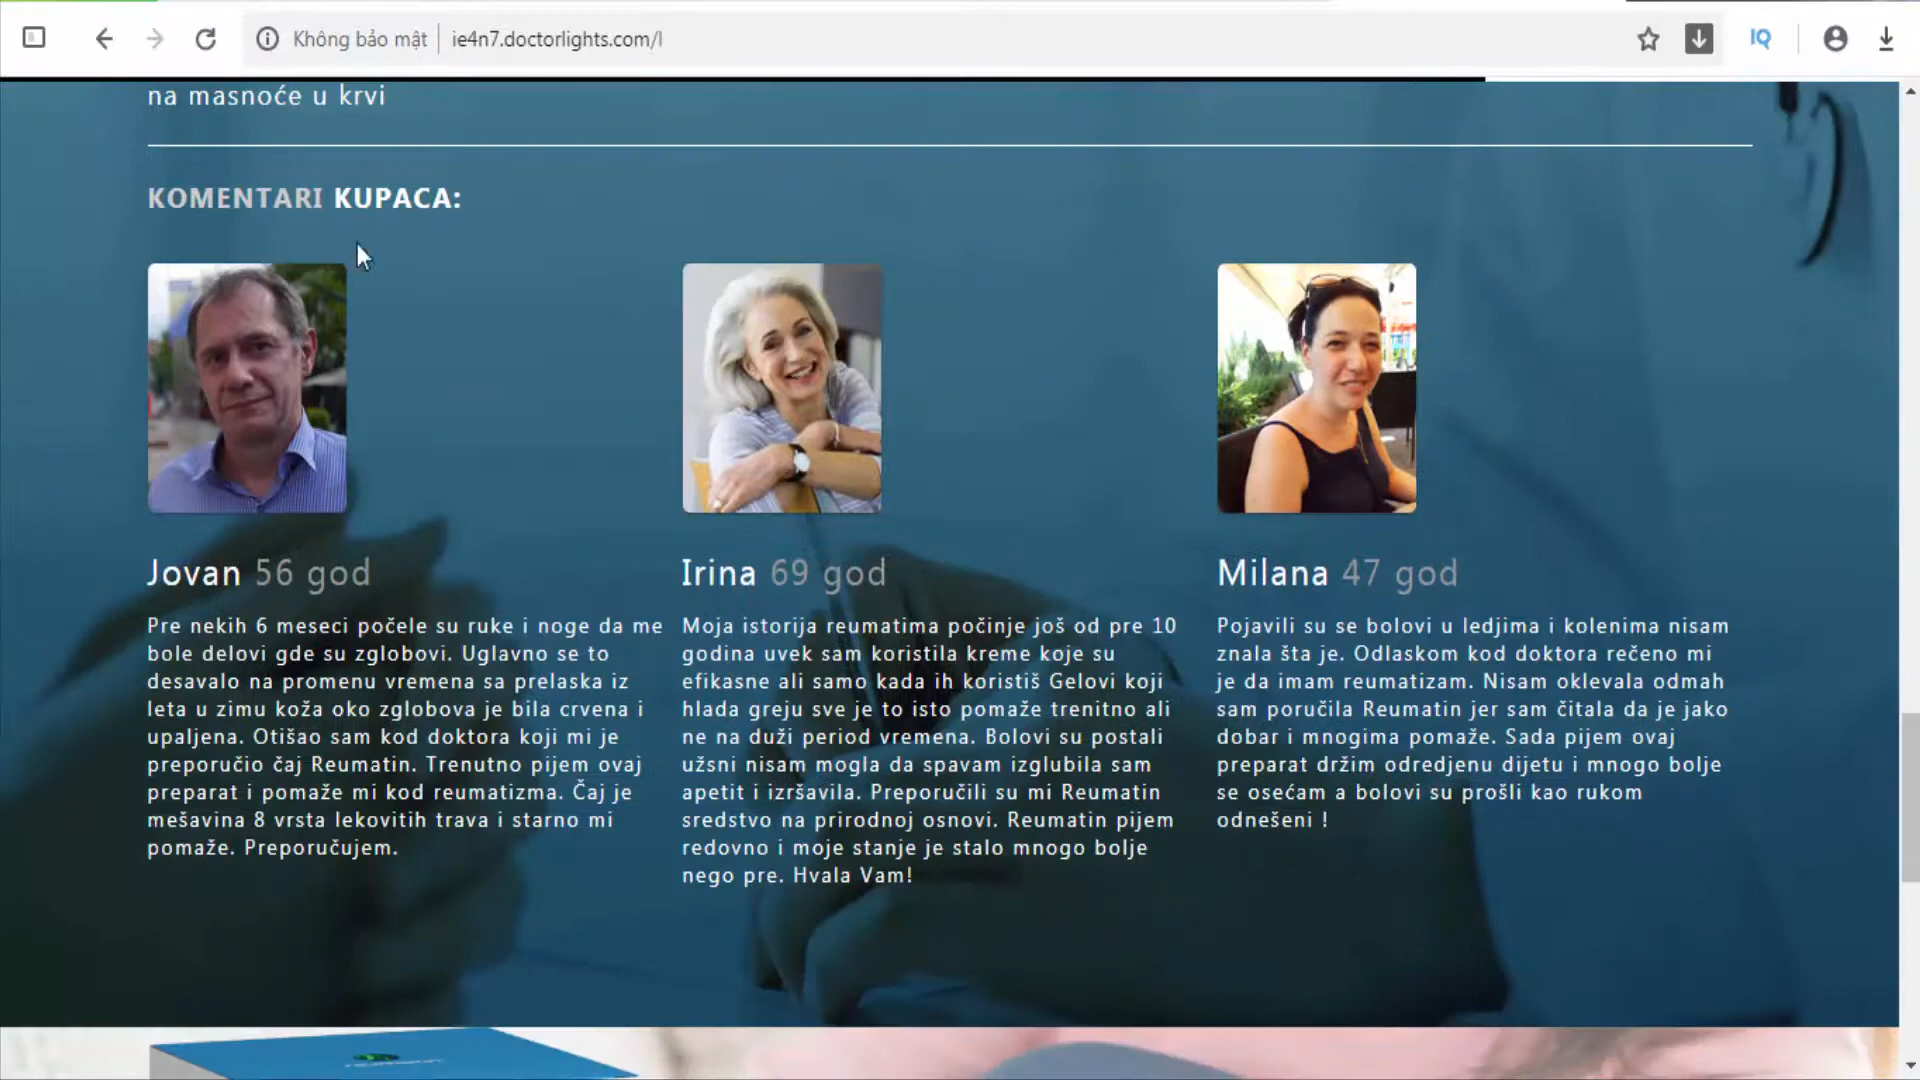 Không bảo mật
ie4n7.doctorlights.com/l
IQ
na masnoće u krvi
KOMENTARI KUPACA:
Jovan 56 god
Pre nekih 6 meseci počele su ruke i noge da me
bole delovi gde su zglobovi. Uglavno se to
desavalo na promenu vremena sa prelaska iz
leta u zimu koža oko zglobova je bila crvena i
upaljena. Otišao sam kod doktora koji mi je
preporučio čaj Reumatin. Trenutno pijem ovaj
preparat i pomaže mi kod reumatizma. Čaj je
mešavina 8 vrsta lekovitih trava i starno mi
pomaže. Preporučujem.
Irina 69 god
Moja istorija reumatima počinje još od pre 10
godina uvek sam koristila kreme koje su
efikasne ali samo kada ih koristiš Gelovi koji
hlada greju sve je to isto pomaže trenitno ali
ne na duži period vremena. Bolovi su postali
užsni nisam mogla da spavam izglubila sam
apetit i izršavila. Preporučili su mi Reumatin
sredstvo na prirodnoj osnovi. Reumatin pijem
redovno i moje stanje je stalo mnogo bolje
nego pre. Hvala Vam!
Milana 47 god
Pojavili su se bolovi u ledjima i kolenima nisam
znala šta je. Odlaskom kod doktora rečeno mi
je da imam reumatizam. Nisam oklevala odmah
sam poručila Reumatin jer sam čitala da je jako
dobar i mnogima pomaže. Sada pijem ovaj
preparat držim odredjenu dijetu i mnogo bolje
se osećam a bolovi su prošli kao rukom
odnešeni !